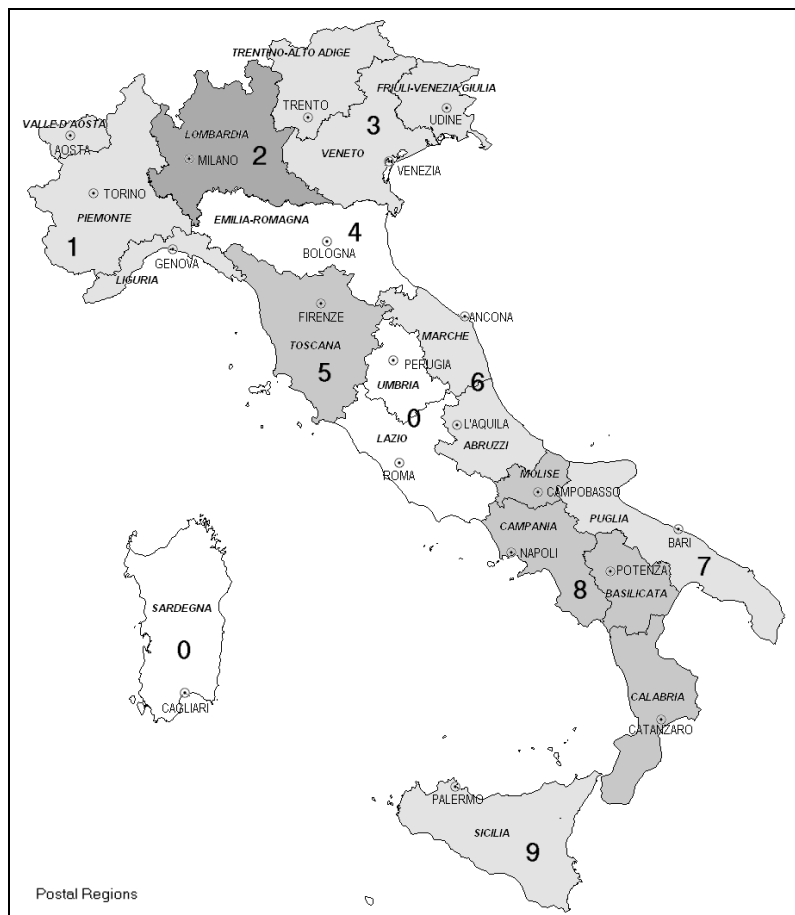 TRENTINO-ALTO ADIGE
FRIULI-VENEZIA GIULIA
TRENTO
UDINE
3
VALLE-D'AOSTA
AOSTA
LOMBARDIA
MILANO
2
VENETO
VENEZIA
TORINO
PIEMONTE
1
EMILIA-ROMAGNA
4
BOLOGNA
GENOVA
LIGURIA
FIRENZE
TOSCANA
5
ANCONA
MARCHE
PERUGIA
UMBRIA
6
0
LAZIO
L'AQUILA
ABRUZZI
ROMA
MOLISE
CAMPOBASSO
CAMPANIA
PUGLIA
BARI
NAPOLI
POTENZA
7
8
BASILICATA
SARDEGNA
0
CAGLIARI
CALABRIA
CATANZARO
PALERMO
SICILIA
9
Postal Regions